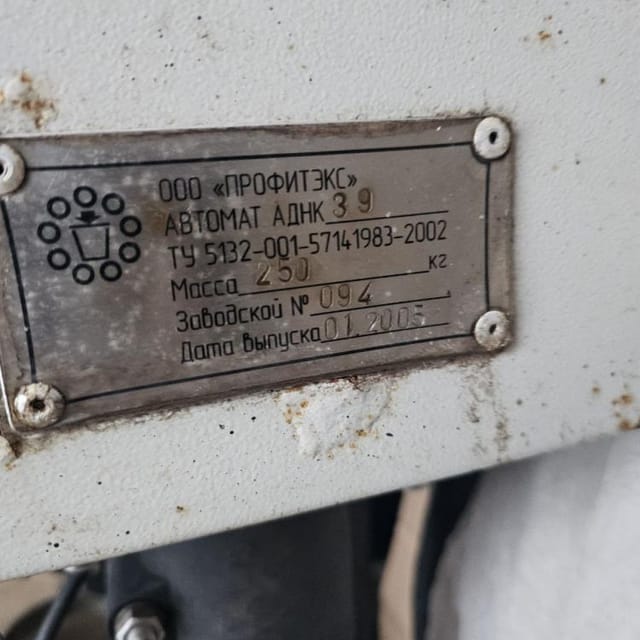 ООО «ПРОФИТЭКС»
АВТОМАТ АДНК 39
ТУ 5132-001-57141983-2002
Масса 250 кг
Заводской № 094
Дата выпуска 01.2005